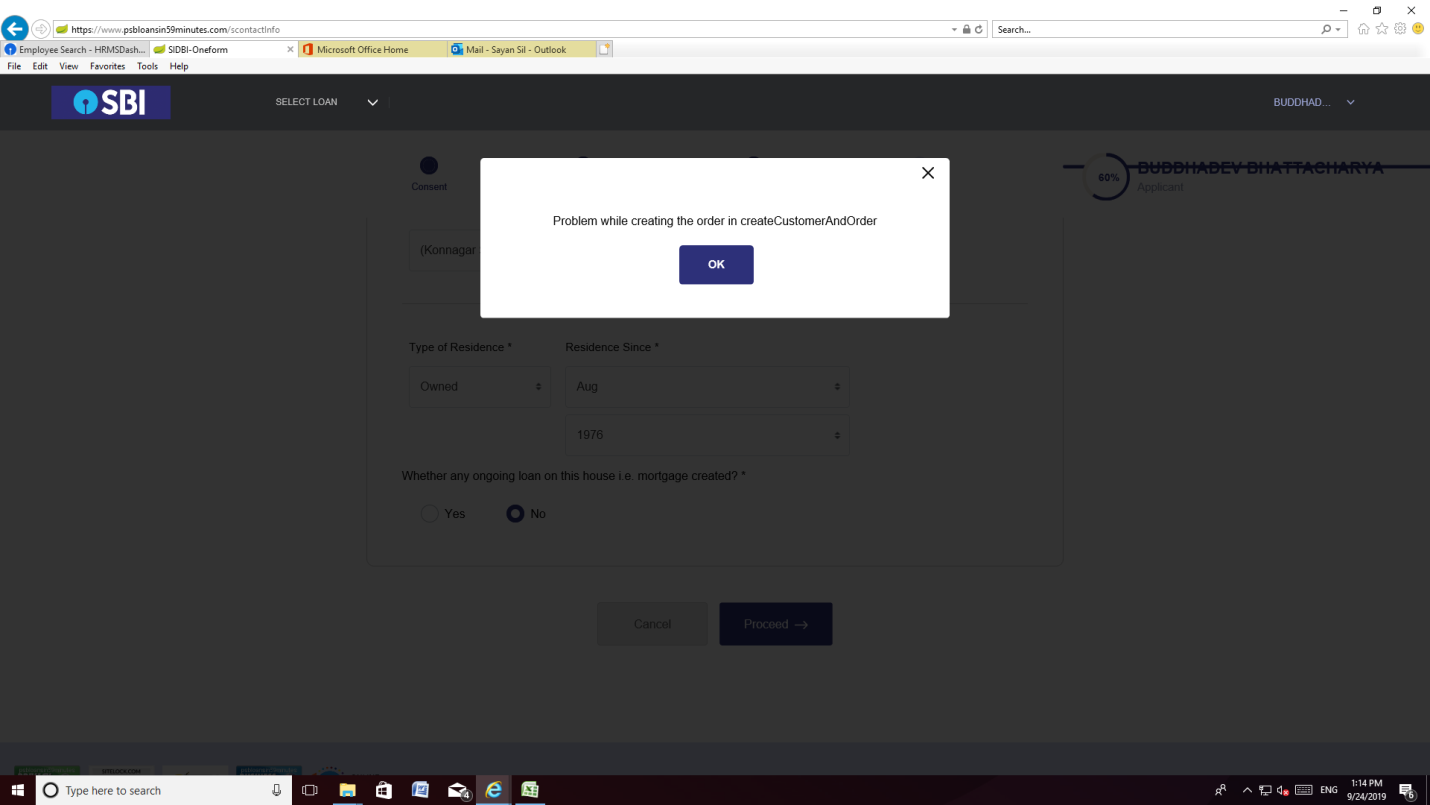 https://www.psbloansin59minutes.com/scontactInfo
Search...
Employee Search - HRMSDash...
SIDBI-Oneform
Microsoft Office Home
Mail - Sayan Sil - Outlook
File Edit View Favorites Tools Help
SBI
SELECT LOAN
BUDDHAD...
Consent
60%
BUDDHADEV BHATTACHARYA
Applicant
Problem while creating the order in createCustomerAndOrder
OK
(Konnagar
Type of Residence *
Residence Since *
Owned
Aug
1976
Whether any ongoing loan on this house i.e. mortgage created? *
Yes
No
Cancel
Proceed
Type here to search
4
ENG
1:14 PM
9/24/2019
6